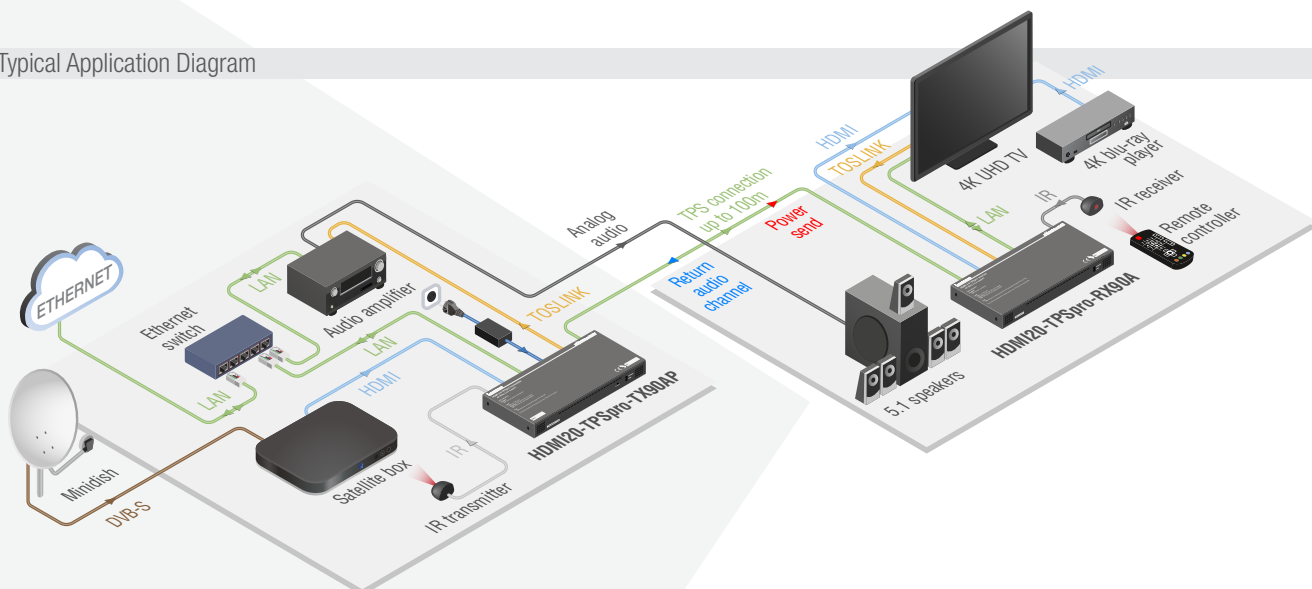 Typical Application Diagram
HDMI
HDMI
TOSLINK
4K UHD TV
4K blu-ray
player
LAN
IR
IR receiver
Remote
controller
HDMI20-TPSpro-RX90A
TPS connection
up to 100m
Power
send
Return
audio
channel
Analog
audio
5.1 speakers
ETHERNET
LAN
Ethernet
switch
Audio amplifier
TOSLINK
LAN
LAN
HDMI
HDMI20-TPSpro-TX90AP
Satellite box
IR
IR transmitter
Minidish
DVB-S